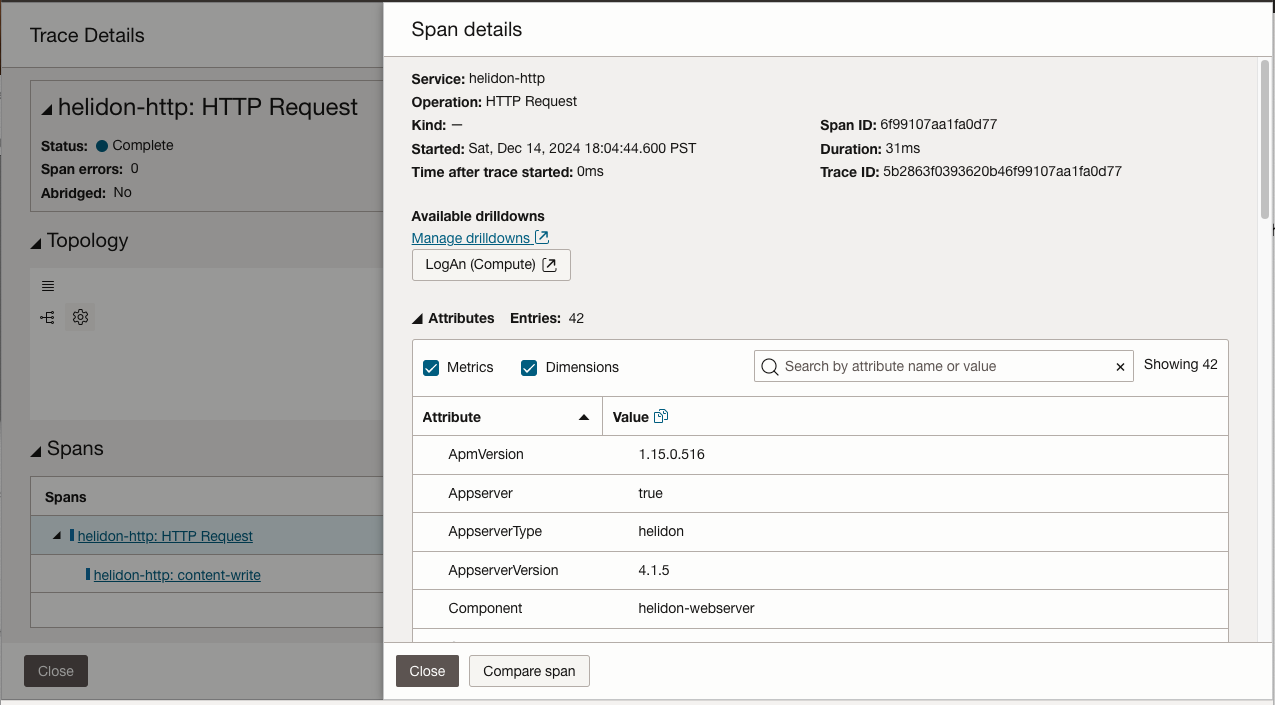 Trace Details
helidon-http: HTTP Request
Status: Complete
Span errors: 0
Abridged: No
Topology
Spans
Spans
helidon-http: HTTP Request
helidon-http: content-write
Close
Span details
Service: helidon-http
Operation: HTTP Request
Kind: —
Span ID: 6f99107aa1fa0d77
Started: Sat, Dec 14, 2024 18:04:44.600 PST
Duration: 31ms
Time after trace started: 0ms
Trace ID: 5b2863f0393620b46f99107aa1fa0d77
Available drilldowns
Manage drilldowns
LogAn (Compute)
Attributes Entries: 42
Metrics Dimensions Search by attribute name or value × Showing 42
Attribute Value
ApmVersion 1.15.0.516
Appserver true
AppserverType helidon
AppserverVersion 4.1.5
Component helidon-webserver
Close Compare span